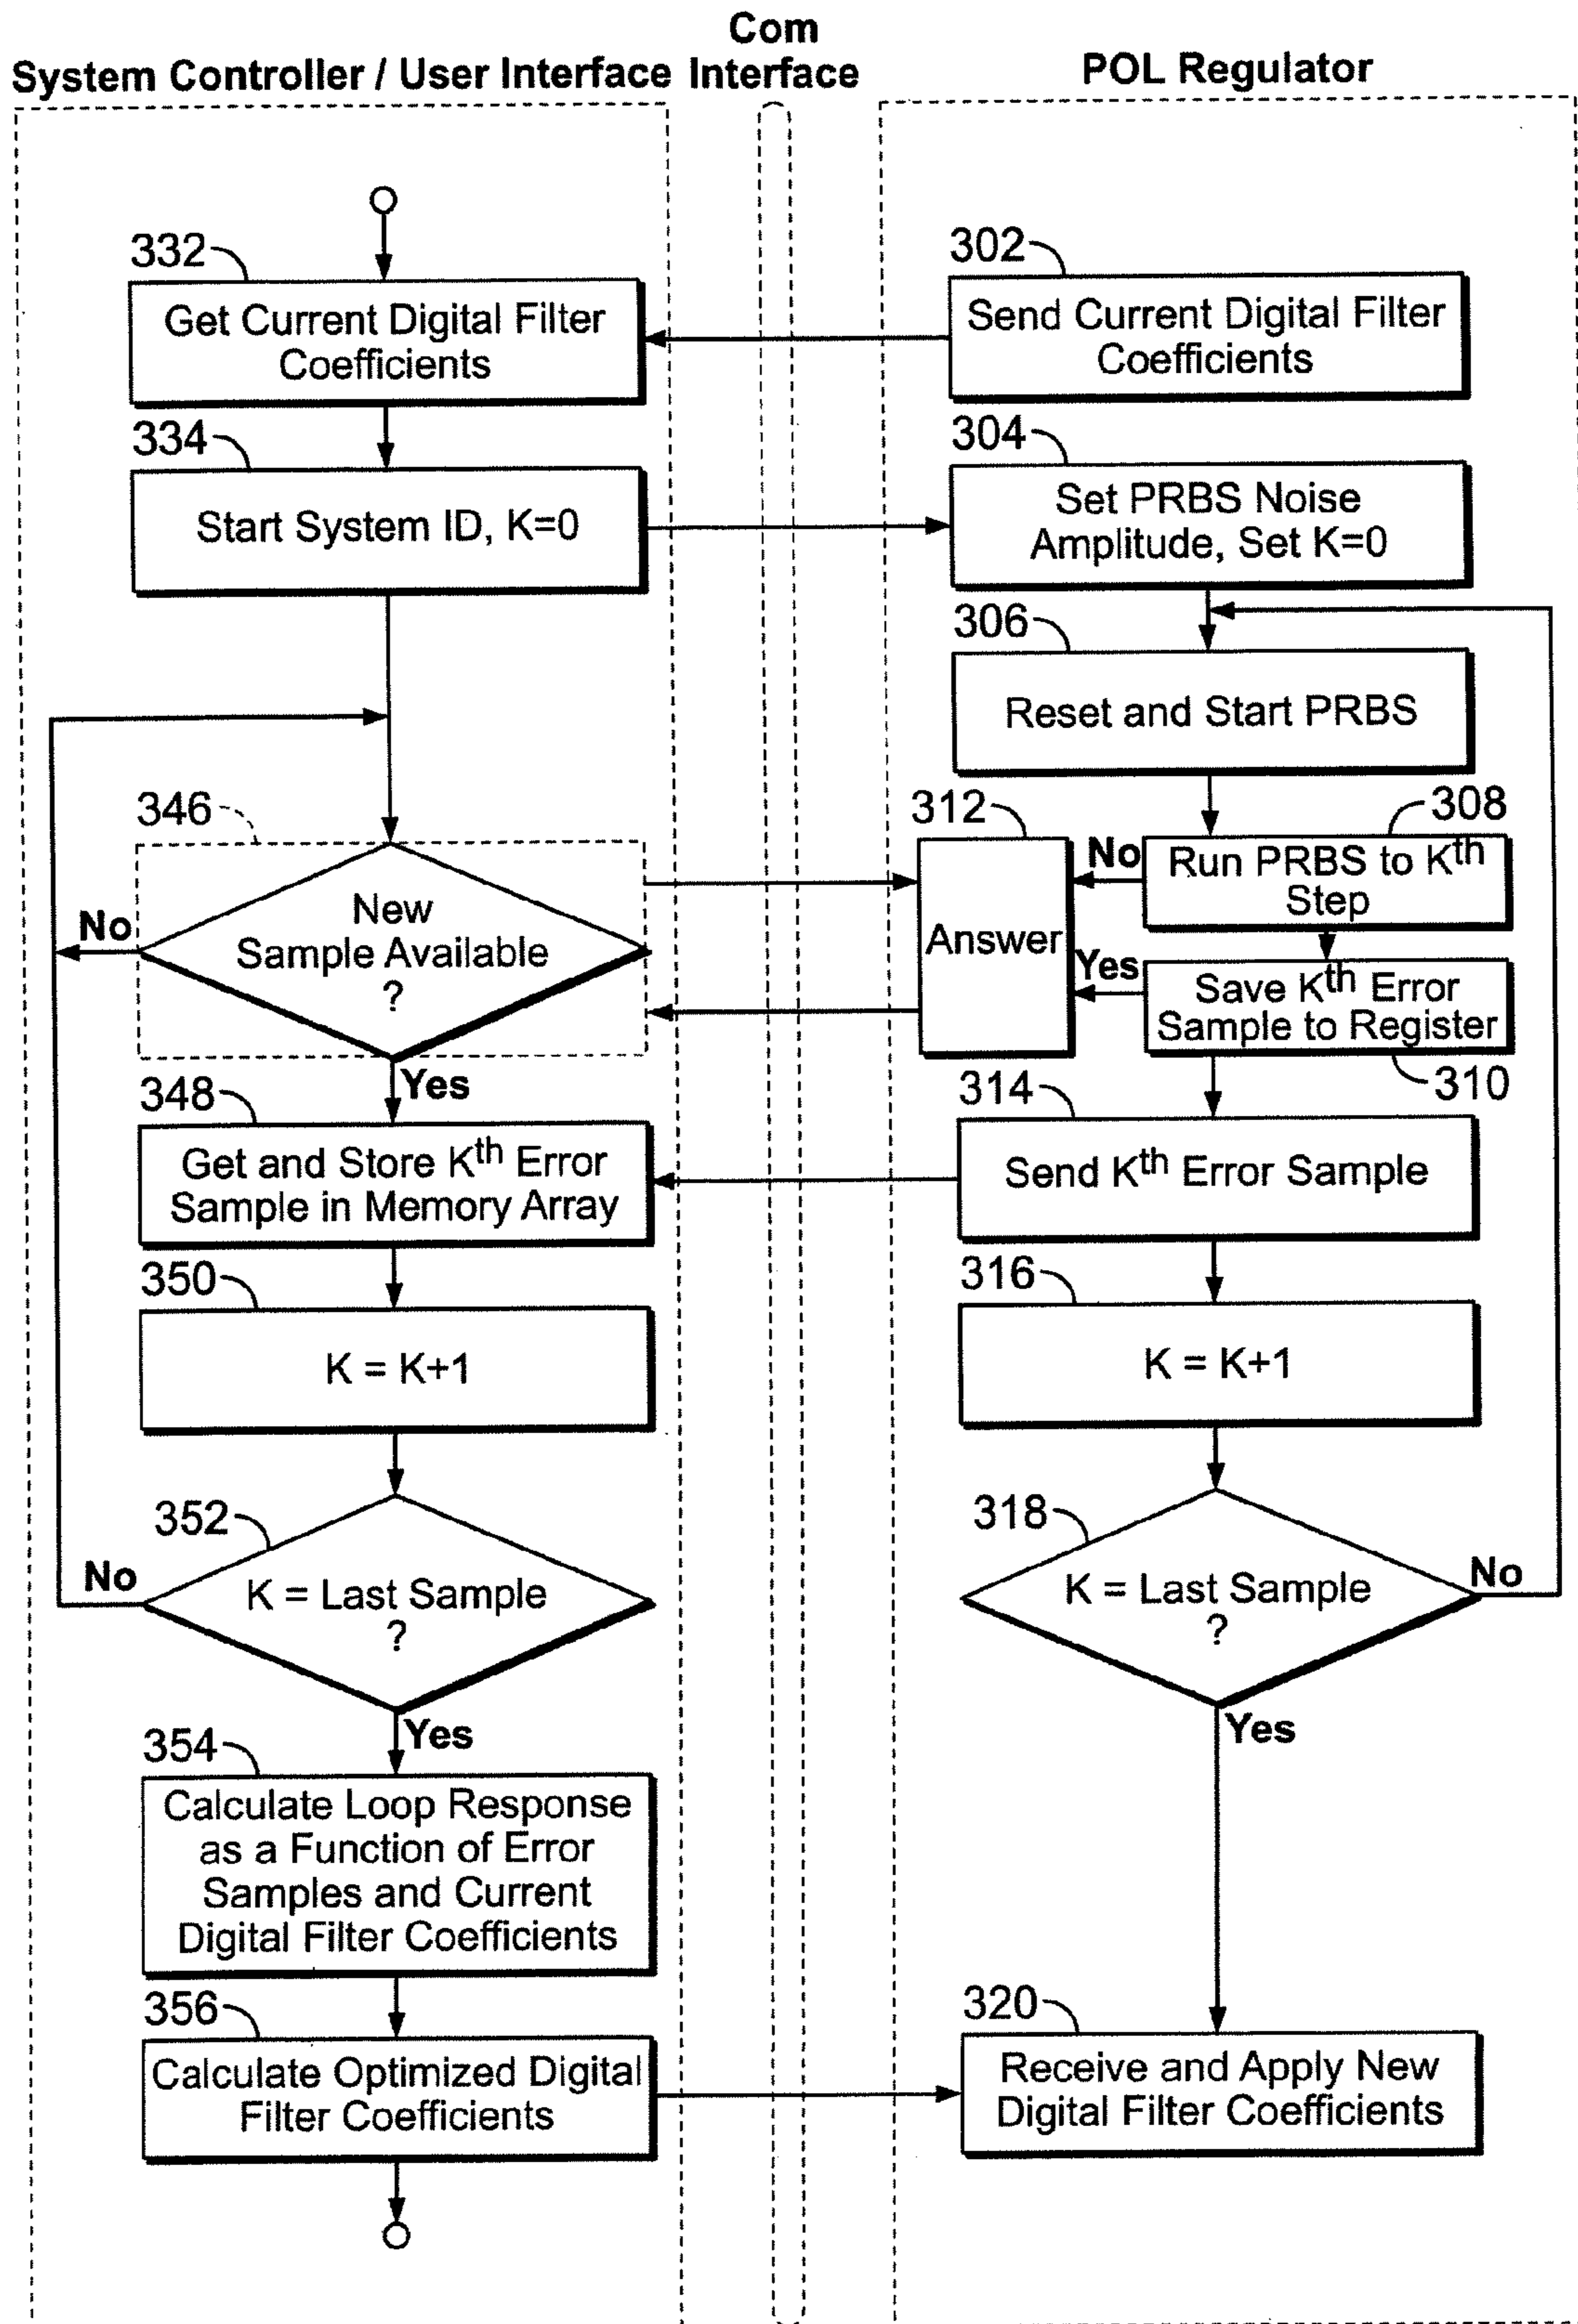 Com
System Controller / User Interface Interface
POL Regulator
332
Get Current Digital Filter
Coefficients
334
Start System ID, K=0
346
New
Sample Available
?
No
Yes
348
Get and Store Kth Error
Sample in Memory Array
350
K = K+1
352
K = Last Sample
?
No
Yes
354
Calculate Loop Response
as a Function of Error
Samples and Current
Digital Filter Coefficients
356
Calculate Optimized Digital
Filter Coefficients
302
Send Current Digital Filter
Coefficients
304
Set PRBS Noise
Amplitude, Set K=0
306
Reset and Start PRBS
312
Answer
308
No
Run PRBS to Kth
Step
Yes
Save Kth Error
Sample to Register
310
314
Send Kth Error Sample
316
K = K+1
318
K = Last Sample
?
No
Yes
320
Receive and Apply New
Digital Filter Coefficients